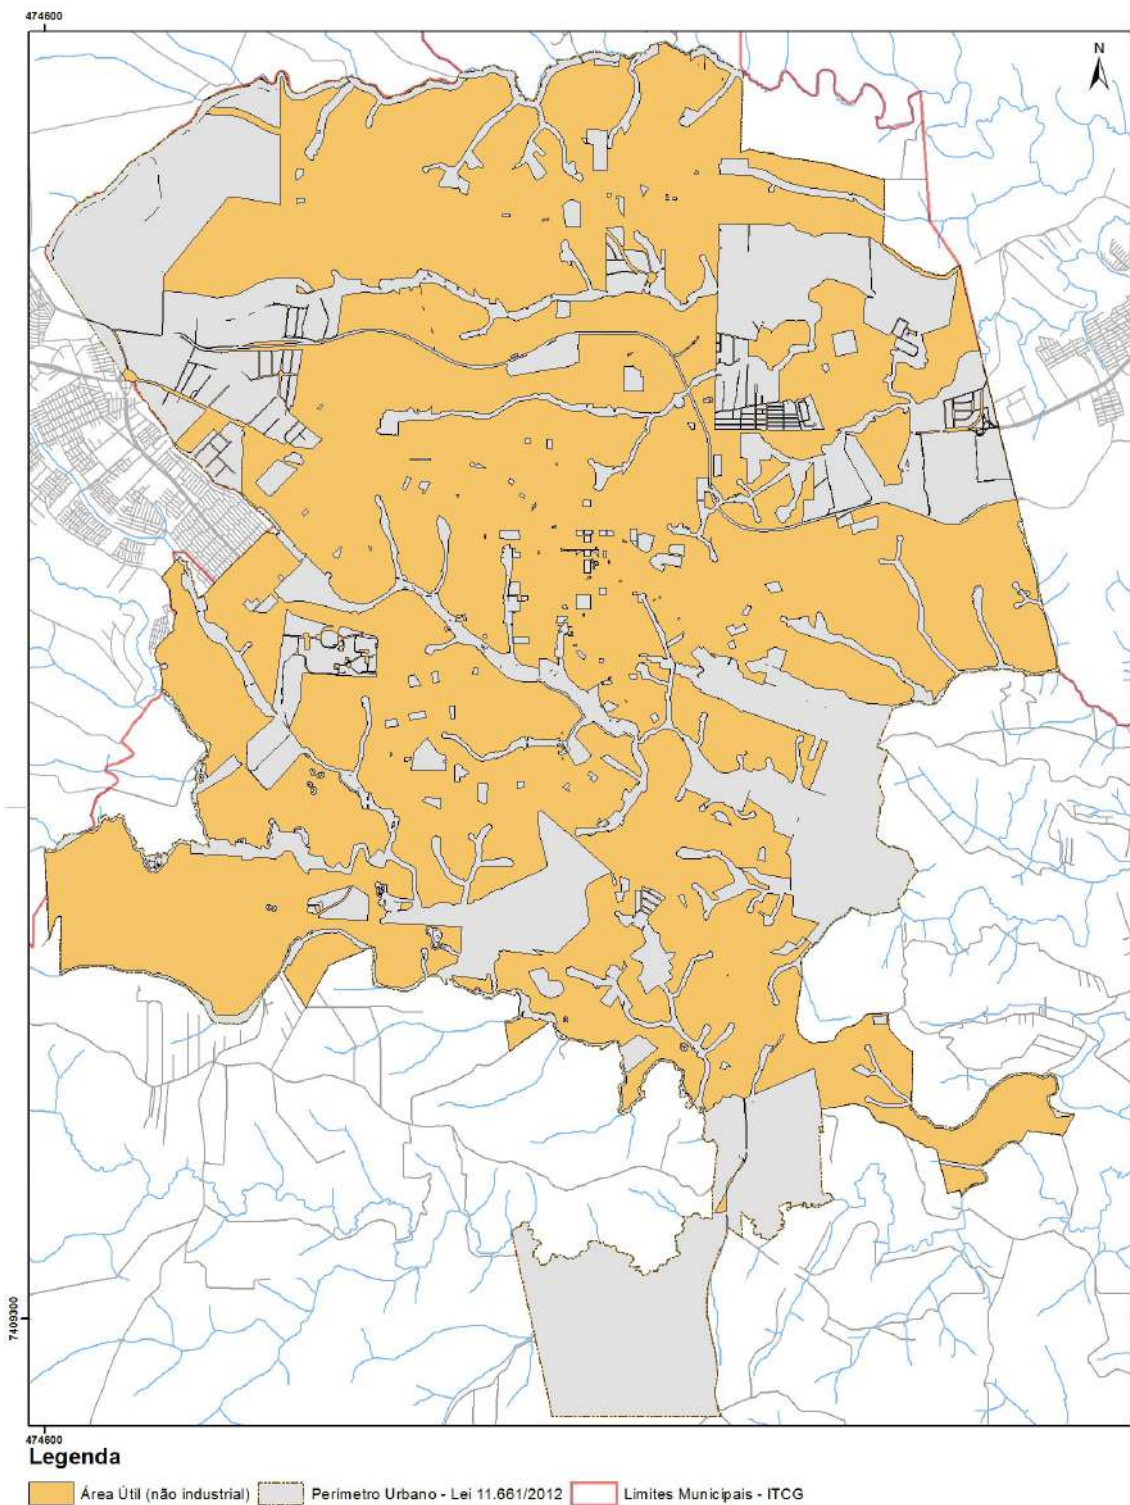 474600
N
7409300
474600
Legenda
Área Útil (não industrial) Perímetro Urbano - Lei 11.661/2012 Limites Municipais - ITCG